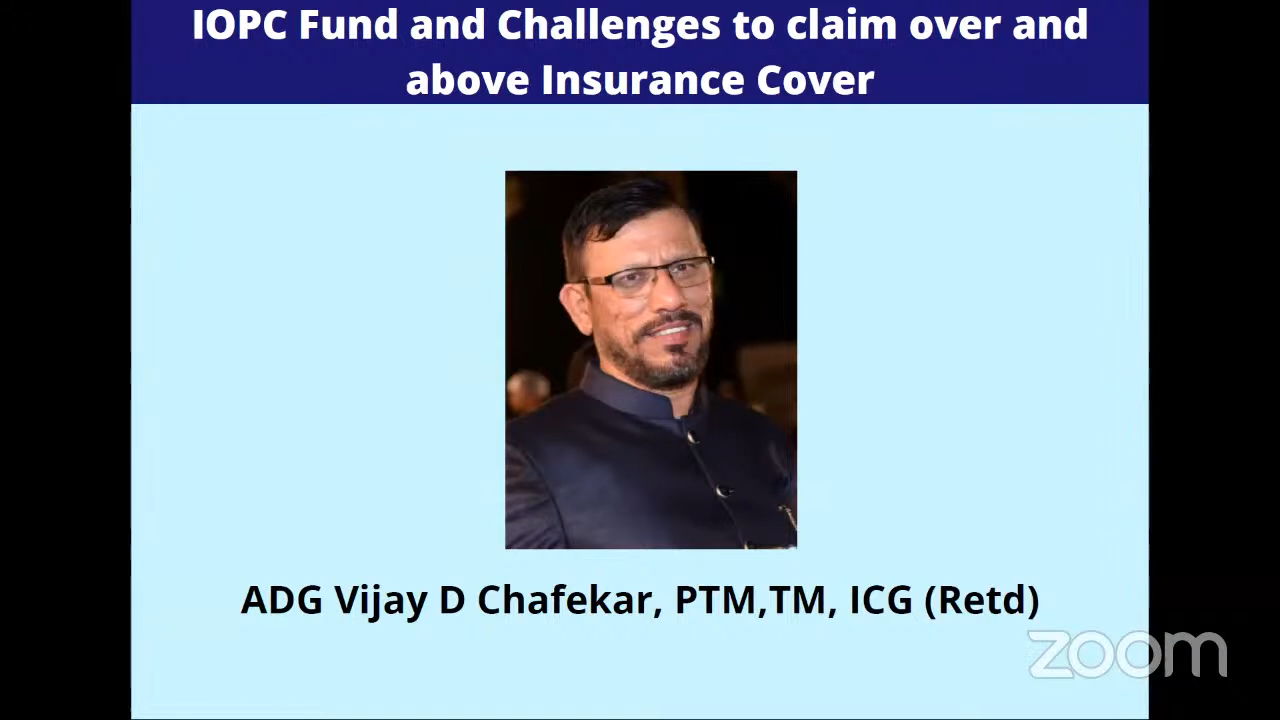 IOPC Fund and Challenges to claim over and
above Insurance Cover
ADG Vijay D Chafekar, PTM,TM, ICG (Retd)
zoom